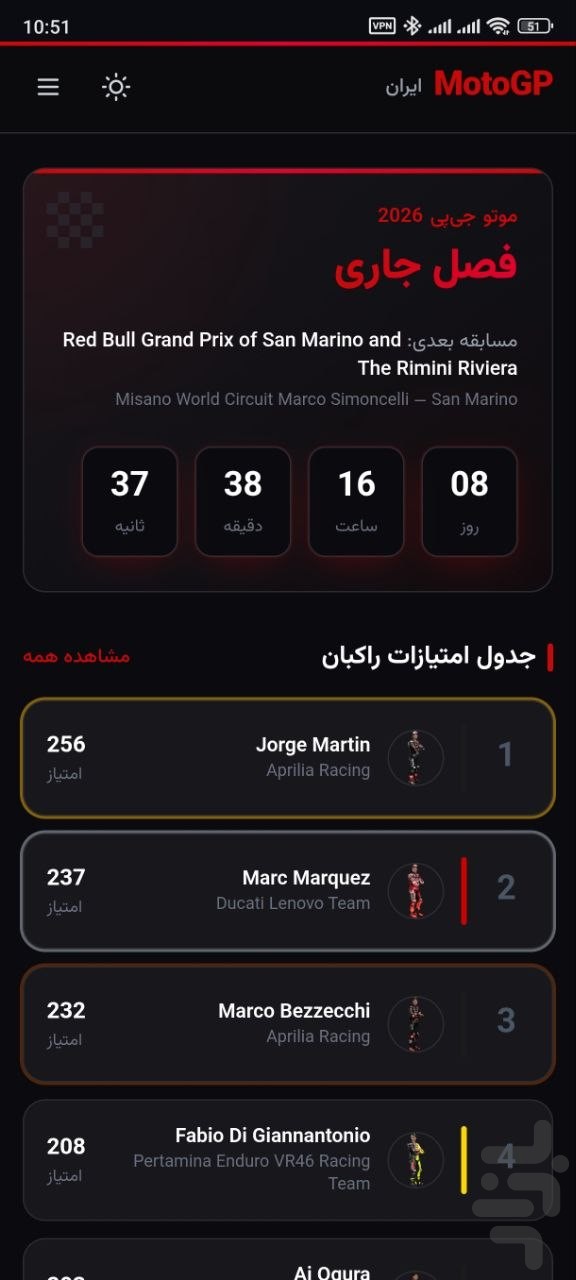 10:51
VPN
51
MotoGP ایران
موتو جی‌پی 2026
فصل جاری
مسابقه بعدی: Red Bull Grand Prix of San Marino and
The Rimini Riviera
Misano World Circuit Marco Simoncelli — San Marino
08 16 38 37
روز ساعت دقیقه ثانیه
جدول امتیازات راکبان مشاهده همه
1
Jorge Martin
Aprilia Racing
256
امتیاز
2
Marc Marquez
Ducati Lenovo Team
237
امتیاز
3
Marco Bezzecchi
Aprilia Racing
232
امتیاز
4
Fabio Di Giannantonio
Pertamina Enduro VR46 Racing
Team
208
امتیاز
Ai Ogura